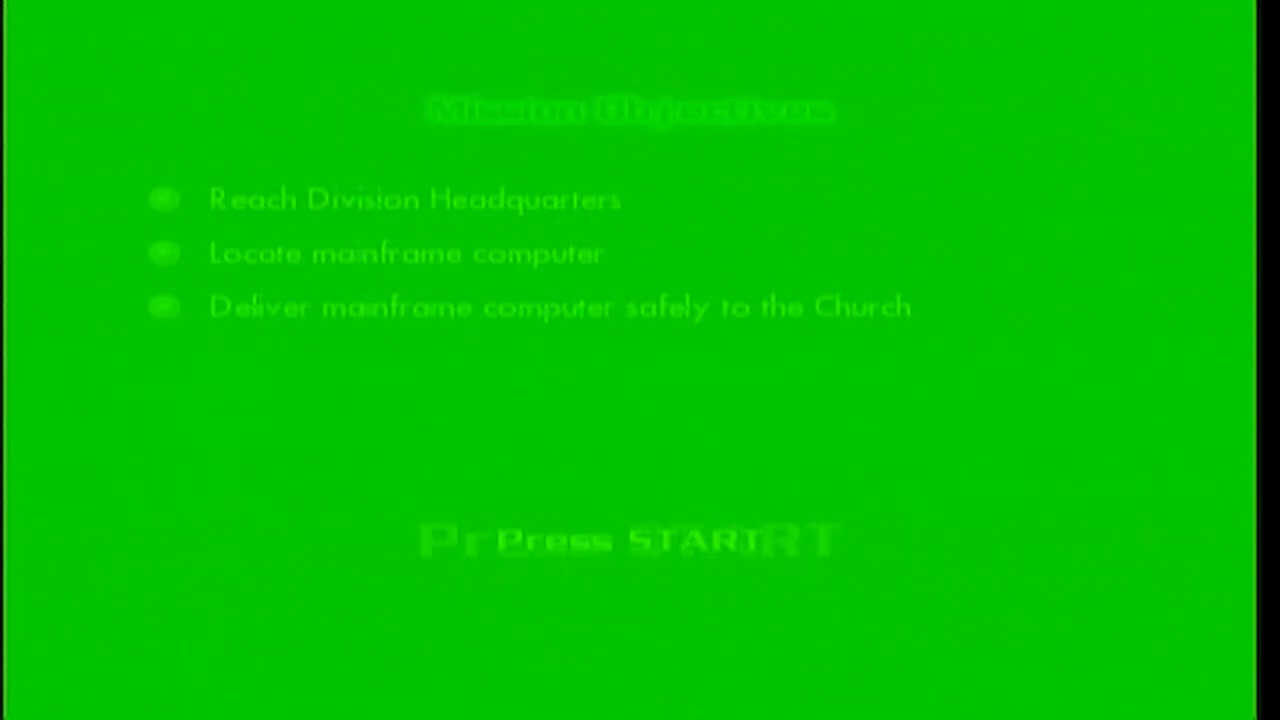 Mission Objectives
Reach Division Headquarters
Locate mainframe computer
Deliver mainframe computer safely to the Church
Press START